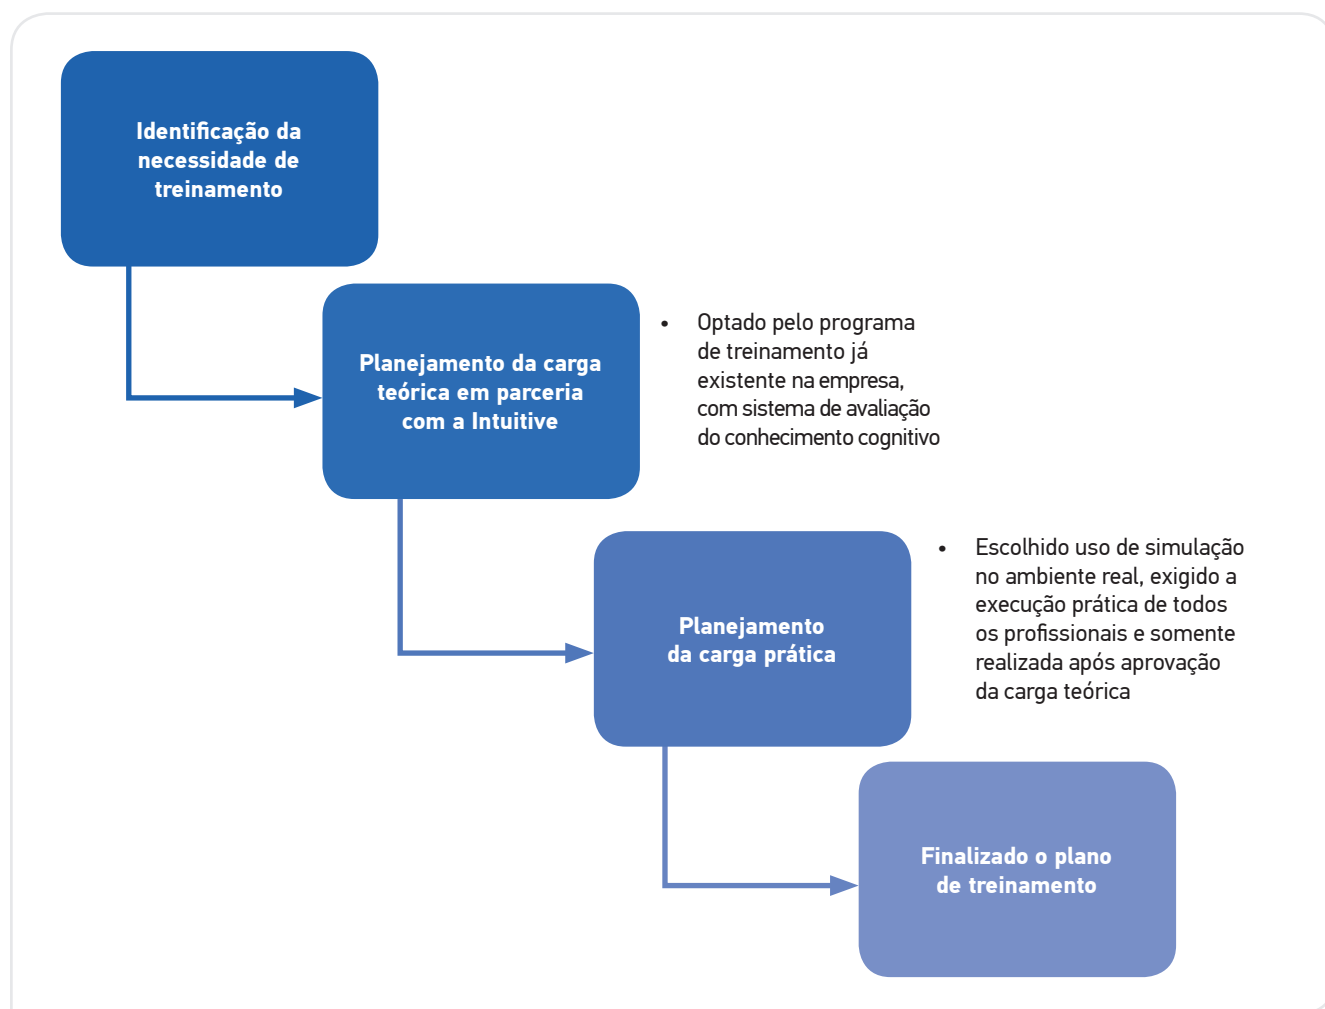 Identificação da
necessidade de
treinamento
Planejamento da carga
teórica em parceria
com a Intuitive
• Optado pelo programa
de treinamento já
existente na empresa,
com sistema de avaliação
do conhecimento cognitivo
Planejamento
da carga prática
• Escolhido uso de simulação
no ambiente real, exigido a
execução prática de todos
os profissionais e somente
realizada após aprovação
da carga teórica
Finalizado o plano
de treinamento